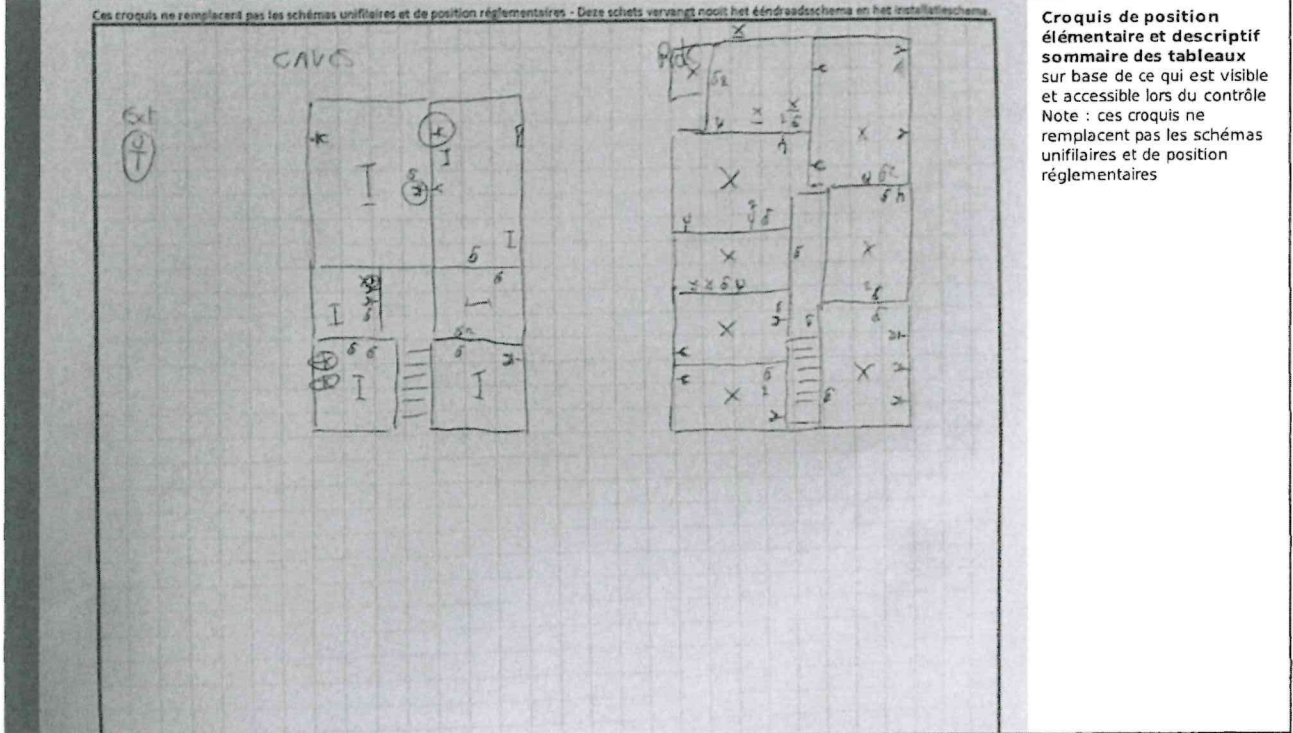 Ces croquis ne remplacent pas les schémas unifilaires et de position réglementaires - Deze schets vervangt nooit het ééndraadsschema en het installatieschema.
CAVES
Ext
Croquis de position
élémentaire et descriptif
sommaire des tableaux
sur base de ce qui est visible
et accessible lors du contrôle
Note : ces croquis ne
remplacent pas les schémas
unifilaires et de position
réglementaires